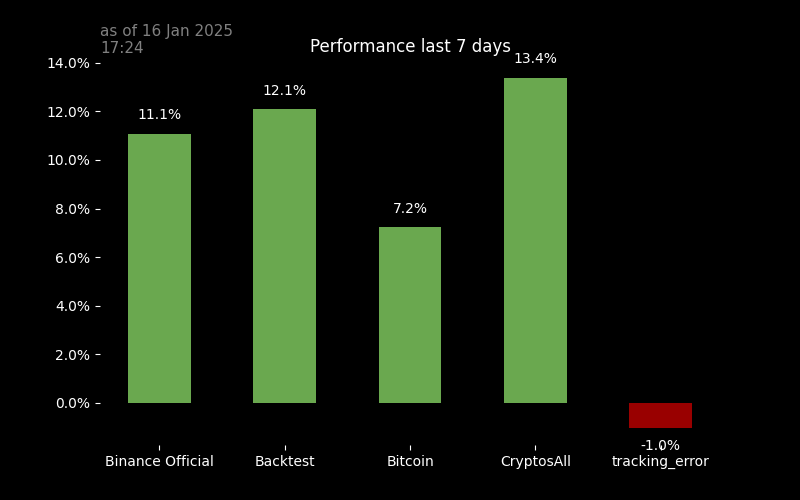 as of 16 Jan 2025
17:24
Performance last 7 days
14.0%
12.0%
10.0%
8.0%
6.0%
4.0%
2.0%
0.0%
11.1%
12.1%
7.2%
13.4%
-1.0%
Binance Official
Backtest
Bitcoin
CryptosAll
tracking_error